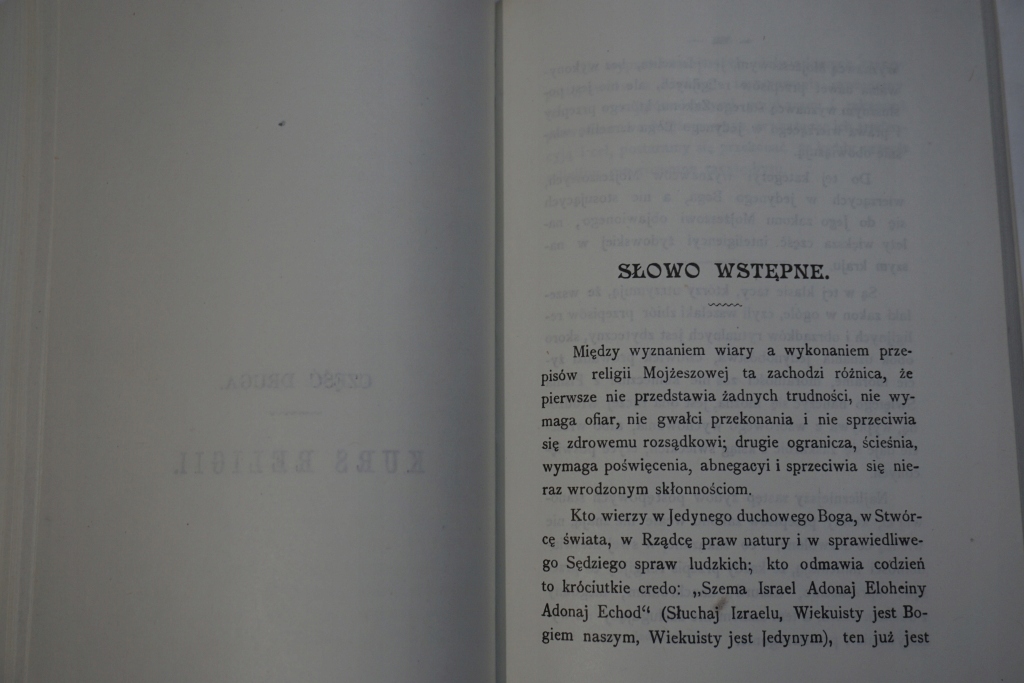 SŁOWO WSTĘPNE.
Między wyznaniem wiary a wykonaniem prze-
pisów religii Mojżeszowej ta zachodzi różnica, że
pierwsze nie przedstawia żadnych trudności, nie wy-
maga ofiar, nie gwałci przekonania i nie sprzeciwia
się zdrowemu rozsądkowi; drugie ogranicza, ścieśnia,
wymaga poświęcenia, abnegacyi i sprzeciwia się nie-
raz wrodzonym skłonnościom.
Kto wierzy w Jedynego duchowego Boga, w Stwór-
cę świata, w Rządcę praw natury i w sprawiedliwe-
go Sędziego spraw ludzkich; kto odmawia codzień
to króciutkie credo: „Szema Israel Adonaj Eloheiny
Adonaj Echod“ (Słuchaj Izraelu, Wiekuisty jest Bo-
giem naszym, Wiekuisty jest Jedynym), ten już jest